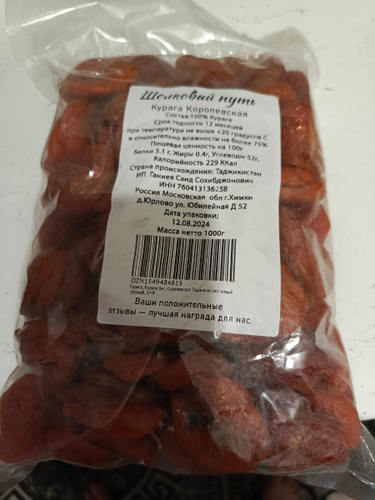 Шелковый путь
Курага Королевская
Состав:100% Курага
Срок годности 12 месяцев
при температуре не выше +20 градусов С
и относительно влажности не более 75%
Пищевая ценность на 100г
Белки 5.1 г, Жиры 0.4г, Углеводы 52г,
Калорийность 229 ККал
Страна происхождения: Таджикистан
ИП Ганиев Саид Сохибджонович
ИНН 760413136258
Россия Московская обл г.Химки
д.Юрлово ул. Юбилейная Д 52
Дата упаковки:
12.08.2024
Масса нетто 1000г
OZN1549484815
Ваши положительные
отзывы — лучшая награда для нас.